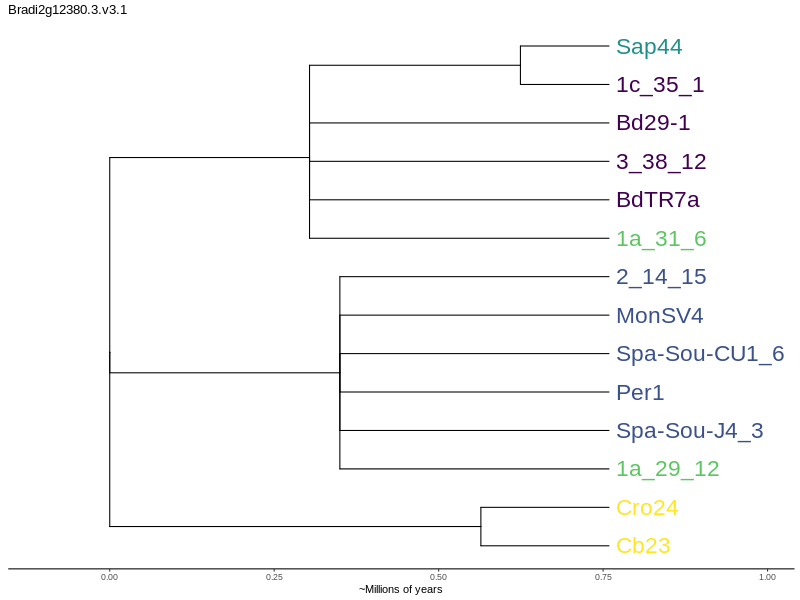 Bradi2g12380.3.v3.1
Sap44
1c_35_1
Bd29-1
3_38_12
BdTR7a
1a_31_6
2_14_15
MonSV4
Spa-Sou-CU1_6
Per1
Spa-Sou-J4_3
1a_29_12
Cro24
Cb23
0.00 0.25 0.50 0.75 1.00
~Millions of years